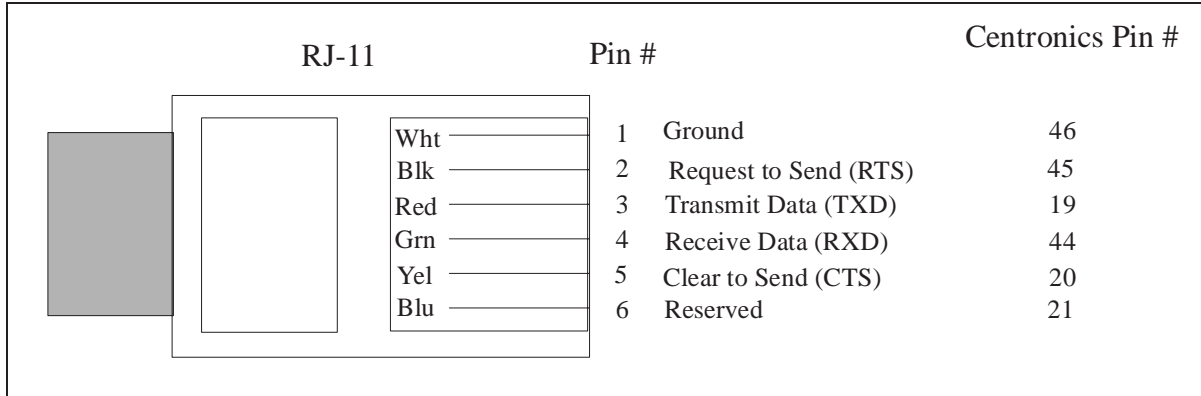 RJ-11 Pin # Centronics Pin #
Wht 1 Ground 46
Blk 2 Request to Send (RTS) 45
Red 3 Transmit Data (TXD) 19
Grn 4 Receive Data (RXD) 44
Yel 5 Clear to Send (CTS) 20
Blu 6 Reserved 21